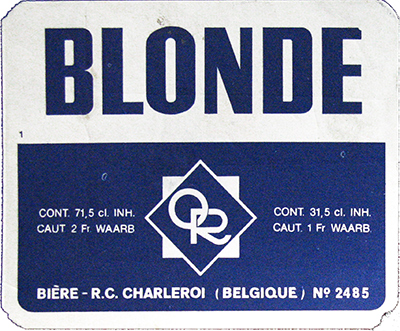 BLONDE
1
CONT. 71,5 cl. INH.
CAUT 2 Fr WAARB.
OR
CONT. 31,5 cl. INH.
CAUT. 1 Fr WAARB.
BIÈRE - R.C. CHARLEROI ( BELGIQUE ) Nº 2485